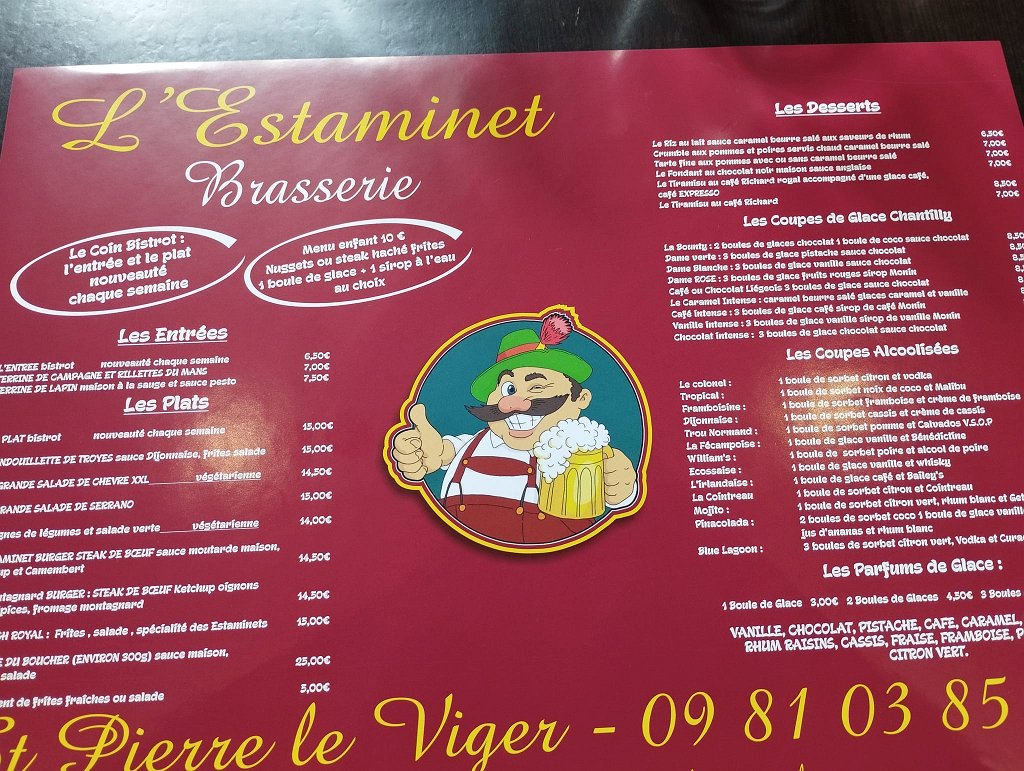 L'Estaminet
Brasserie
Le Coin Bistrot :
l'entrée et le plat
nouveauté
chaque semaine
Menu enfant 10 €
Nuggets ou steak haché frites
1 boule de glace + 1 sirop à l'eau
au choix
Les Entrées
L'ENTREE bistrot nouveauté chaque semaine 6,50€
TERRINE DE CAMPAGNE ET RILLETTES DU MANS 7,00€
TERRINE DE LAPIN maison à la sauge et sauce pesto 7,50€
Les Plats
PLAT bistrot nouveauté chaque semaine 15,00€
NDOUILLETTE DE TROYES sauce Dijonnaise, frites salade 15,00€
GRANDE SALADE DE CHEVRE XXL végétarienne 14,50€
GRANDE SALADE DE SERRANO 15,00€
gnes de légumes et salade verte végétarienne 14,00€
AMINET BURGER STEAK DE BŒUF sauce moutarde maison, 14,50€
up et Camembert
ntagnard BURGER : STEAK DE BŒUF Ketchup oignons 14,50€
pices, fromage montagnard
SH ROYAL : Frites , salade , spécialité des Estaminets 15,00€
E DU BOUCHER (ENVIRON 300g) sauce maison, 25,00€
salade
ent de frites fraîches ou salade 3,00€
Les Desserts
Le Riz au lait sauce caramel beurre salé aux saveurs de rhum 6,50€
Crumble aux pommes et poires servis chaud caramel beurre salé 7,00€
Tarte fine aux pommes avec ou sans caramel beurre salé 7,00€
Le Fondant au chocolat noir maison sauce anglaise 7,00€
Le Tiramisu au café Richard royal accompagné d'une glace café,
café EXPRESSO 8,50€
Le Tiramisu au café Richard 7,00€
Les Coupes de Glace Chantilly
La Bounty : 2 boules de glaces chocolat 1 boule de coco sauce chocolat
Dame verte : 3 boules de glace pistache sauce chocolat
Dame Blanche : 3 boules de glace vanille sauce chocolat
Dame ROSE : 3 boules de glace fruits rouges sirop Monin
Café ou Chocolat Liégeois 3 boules de glace sauce chocolat
Le Caramel Intense : caramel beurre salé glaces caramel et vanille
Café intense : 3 boules de glace café sirop de café Monin
Vanille intense : 3 boules de glace vanille sirop de vanille Monin
Chocolat intense : 3 boules de glace chocolat sauce chocolat
Les Coupes Alcoolisées
Le colonel : 1 boule de sorbet citron et vodka
Tropical : 1 boule de sorbet noix de coco et Malibu
Framboisine : 1 boule de sorbet framboise et crème de framboise
Dijonnaise : 1 boule de sorbet cassis et crème de cassis
Trou Normand : 1 boule de sorbet pomme et Calvados V.S.O.P
La Fécampoise : 1 boule de glace vanille et Bénédictine
William's : 1 boule de sorbet poire et alcool de poire
Ecossaise : 1 boule de glace vanille et whisky
L'Irlandaise : 1 boule de glace café et Bailey's
La Cointreau 1 boule de sorbet citron et Cointreau
Mojito : 1 boule de sorbet citron vert, rhum blanc et Get
Pinacolada : 2 boules de sorbet coco 1 boule de glace vanille
jus d'ananas et rhum blanc
Blue Lagoon : 3 boules de sorbet citron vert, Vodka et Cura
Les Parfums de Glace :
1 Boule de Glace 3,00€ 2 Boules de Glaces 4,50€ 3 Boules
VANILLE, CHOCOLAT, PISTACHE, CAFE, CARAMEL,
RHUM RAISINS, CASSIS, FRAISE, FRAMBOISE, P
CITRON VERT.
St Pierre le Viger - 09 81 03 85